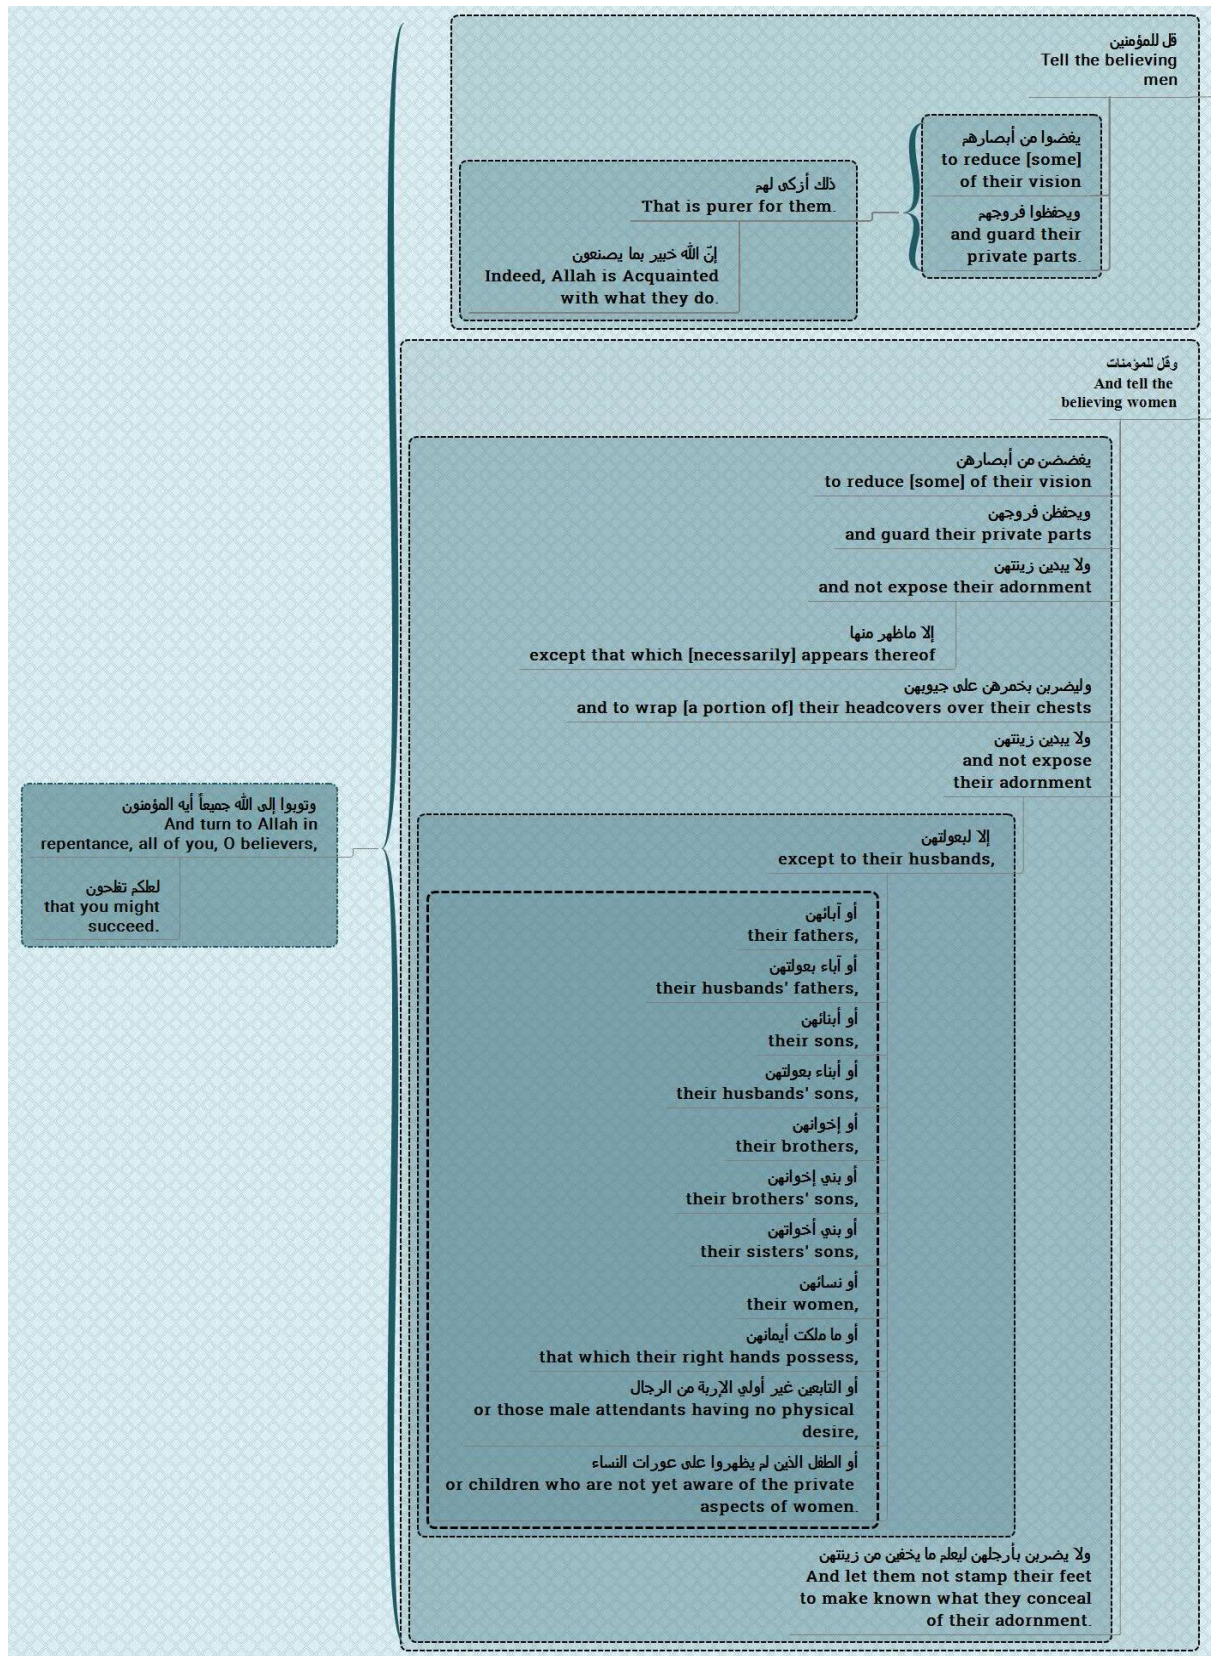 قل للمؤمنين
Tell the believing
men
يغضوا من أبصارهم
to reduce [some]
of their vision
ويحفظوا فروجهم
and guard their
private parts.
ذلك أزكى لهم
That is purer for them.
إنّ الله خبير بما يصنعون
Indeed, Allah is Acquainted
with what they do.
وقل للمؤمنات
And tell the
believing women
يغضضن من أبصارهن
to reduce [some] of their vision
ويحفظن فروجهن
and guard their private parts
ولا يبدين زينتهن
and not expose their adornment
إلا ماظهر منها
except that which [necessarily] appears thereof
وليضربن بخمرهن على جيوبهن
and to wrap [a portion of] their headcovers over their chests
ولا يبدين زينتهن
and not expose
their adornment
إلا لبعولتهن
except to their husbands,
أو آبائهن
their fathers,
أو آباء بعولتهن
their husbands' fathers,
أو أبنائهن
their sons,
أو أبناء بعولتهن
their husbands' sons,
أو إخوانهن
their brothers,
أو بني إخوانهن
their brothers' sons,
أو بني أخواتهن
their sisters' sons,
أو نسائهن
their women,
أو ما ملكت أيمانهن
that which their right hands possess,
أو التابعين غير أولي الإربة من الرجال
or those male attendants having no physical
desire,
أو الطفل الذين لم يظهروا على عورات النساء
or children who are not yet aware of the private
aspects of women.
ولا يضربن بأرجلهن ليعلم ما يخفين من زينتهن
And let them not stamp their feet
to make known what they conceal
of their adornment.
وتوبوا إلى الله جميعاً أيه المؤمنون
And turn to Allah in
repentance, all of you, O believers,
لعلكم تفلحون
that you might
succeed.